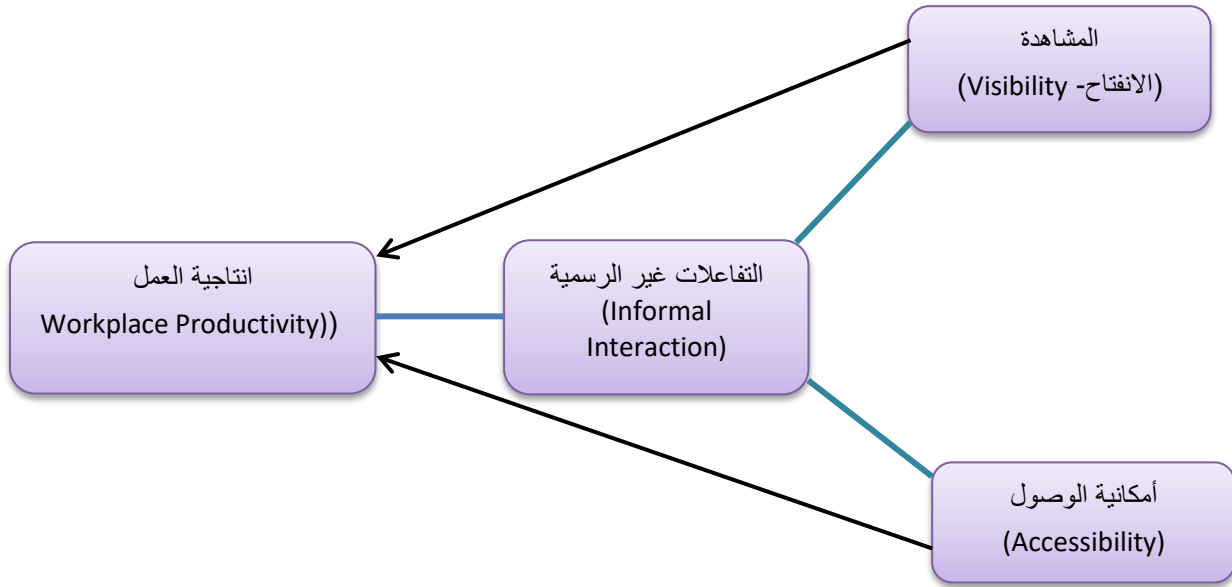 المشاهدة
(الانفتاح- Visibility)
انتاجية العمل
Workplace Productivity))
التفاعلات غير الرسمية
(Informal
Interaction)
أمكانية الوصول
(Accessibility)